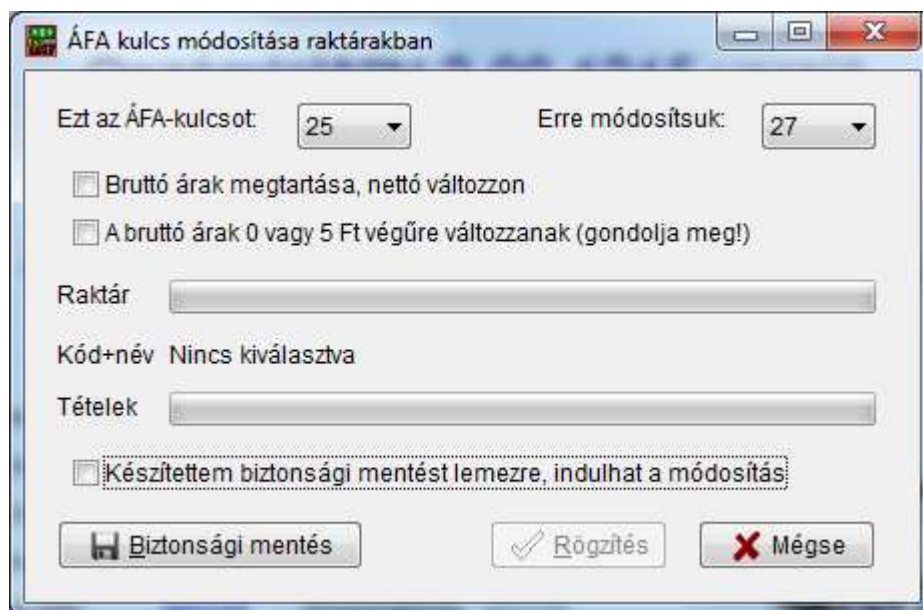 ÁFA kulcs módosítása raktárakban
Ezt az ÁFA-kulcsot: 25 Erre módosítsuk: 27
Bruttó árak megtartása, nettó változzon
A bruttó árak 0 vagy 5 Ft végűre változzanak (gondolja meg!)
Raktár
Kód+név Nincs kiválasztva
Tételek
Készítettem biztonsági mentést lemezre, indulhat a módosítás
Biztonsági mentés Rögzítés Mégse